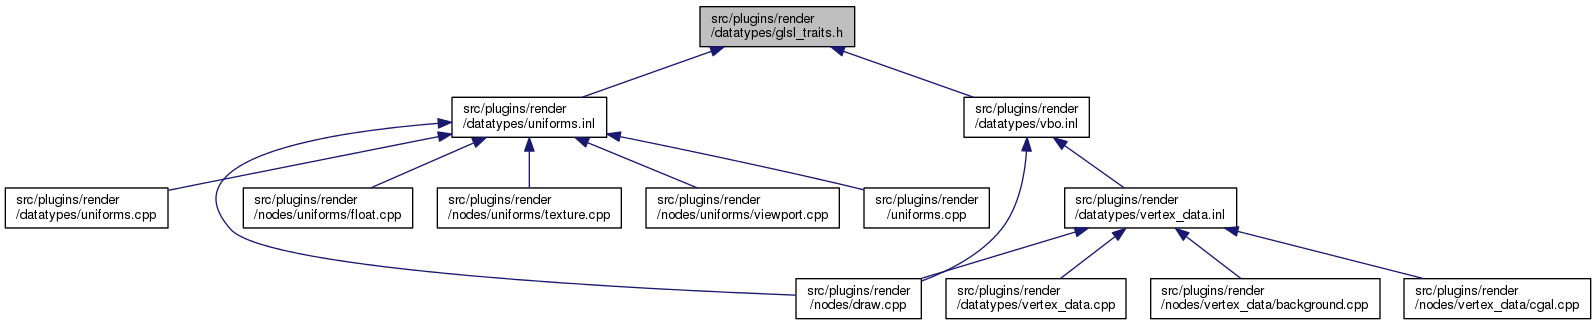 src/plugins/render
/datatypes/glsl_traits.h
src/plugins/render
/datatypes/uniforms.inl
src/plugins/render
/datatypes/vbo.inl
src/plugins/render
/datatypes/uniforms.cpp
src/plugins/render
/nodes/uniforms/float.cpp
src/plugins/render
/nodes/uniforms/texture.cpp
src/plugins/render
/nodes/uniforms/viewport.cpp
src/plugins/render
/uniforms.cpp
src/plugins/render
/datatypes/vertex_data.inl
src/plugins/render
/nodes/draw.cpp
src/plugins/render
/datatypes/vertex_data.cpp
src/plugins/render
/nodes/vertex_data/background.cpp
src/plugins/render
/nodes/vertex_data/cgal.cpp